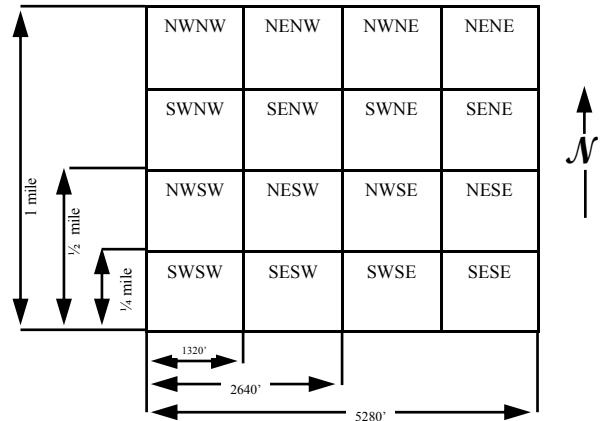 NWNW NENW NWNE NENE
SWNW SENW SWNE SENE
N
1 mile
½ mile
NWSW NESW NWSE NESE
¼ mile
SWSW SESW SWSE SESE
1320’
2640’
5280’